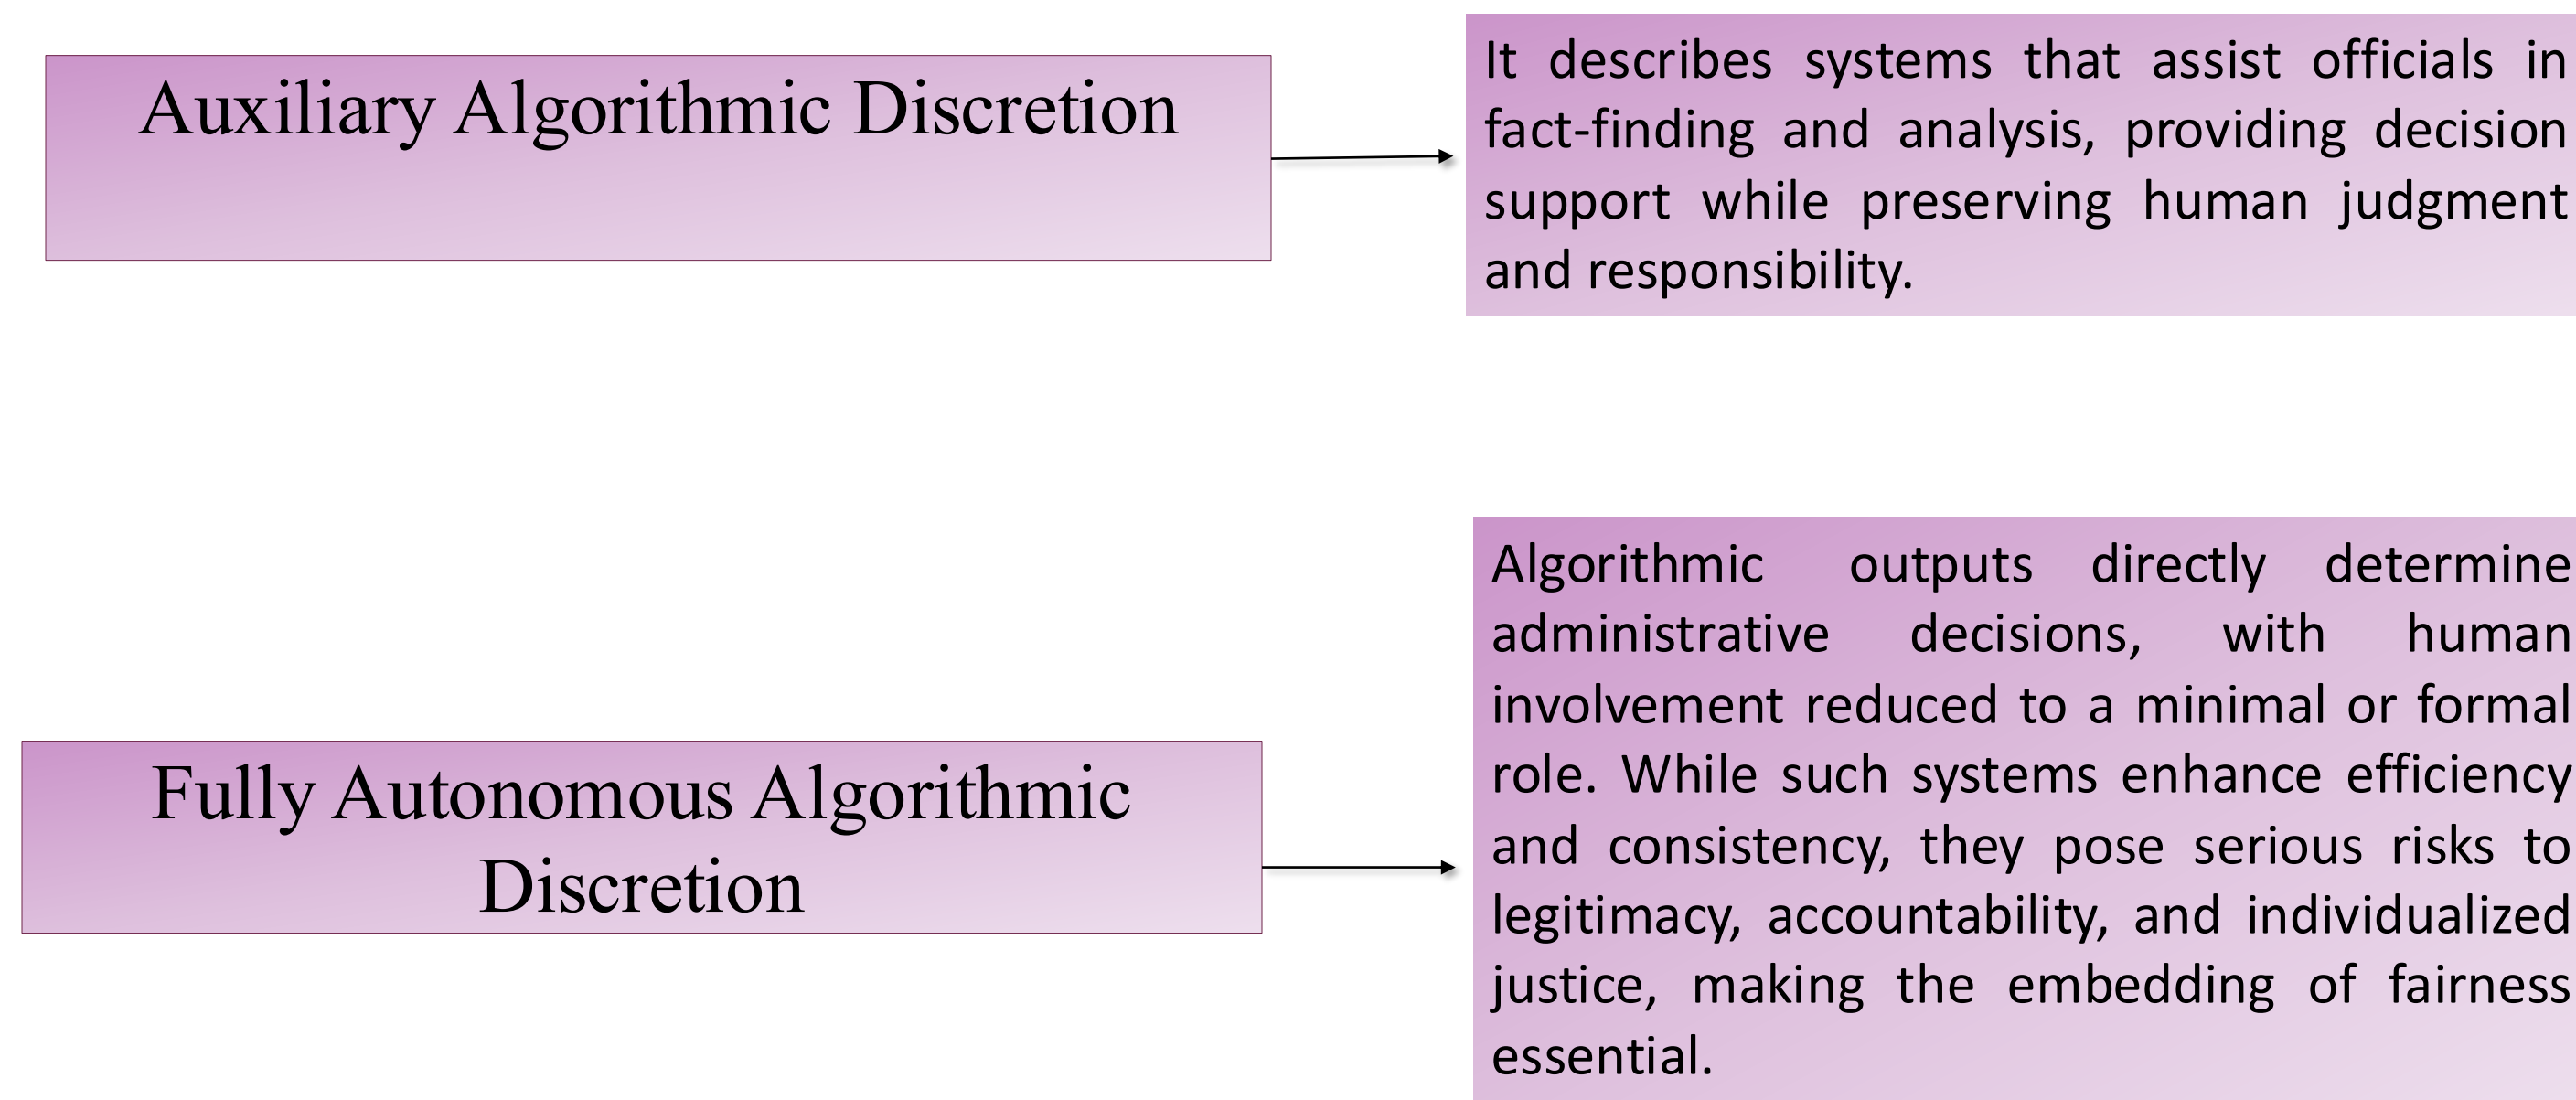 Auxiliary Algorithmic Discretion
It describes systems that assist officials in
fact-finding and analysis, providing decision
support while preserving human judgment
and responsibility.
Fully Autonomous Algorithmic
Discretion
Algorithmic outputs directly determine
administrative decisions, with human
involvement reduced to a minimal or formal
role. While such systems enhance efficiency
and consistency, they pose serious risks to
legitimacy, accountability, and individualized
justice, making the embedding of fairness
essential.